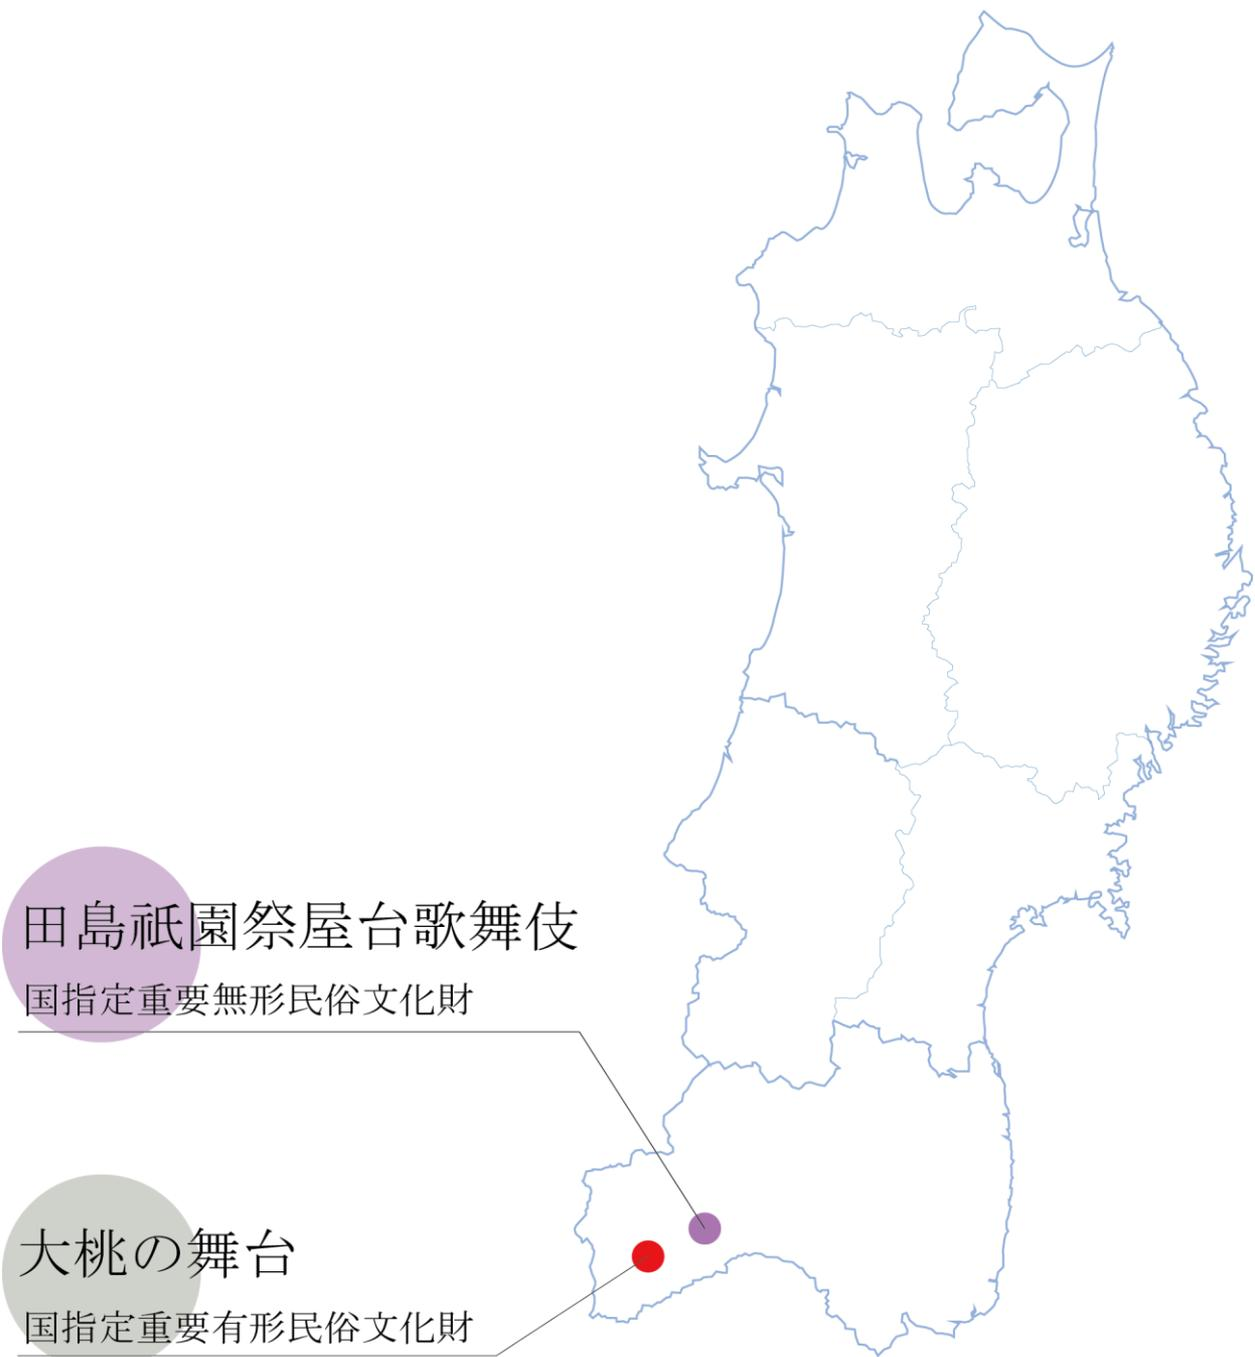 田島祇園祭屋台歌舞伎
国指定重要無形民俗文化財
大桃の舞台
国指定重要有形民俗文化財